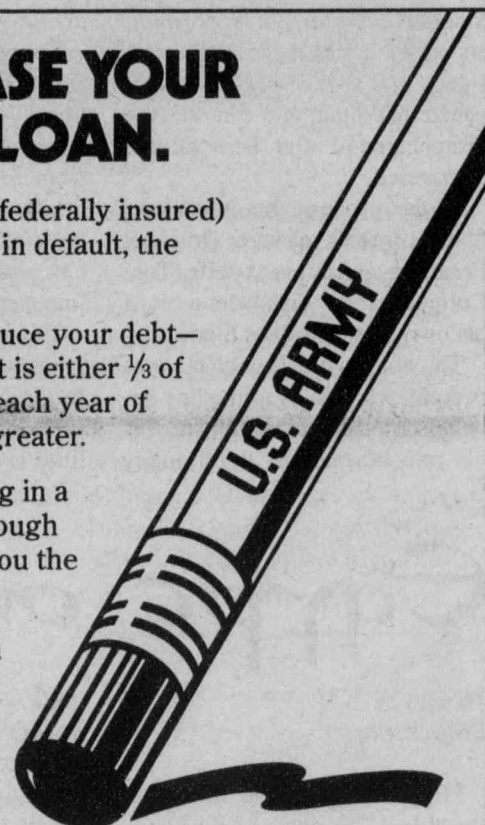 ASE YOUR
LOAN.
federally insured)
in default, the
uce your debt—
t is either ⅓ of
each year of
greater.
g in a
ough
ou the
U.S. ARMY